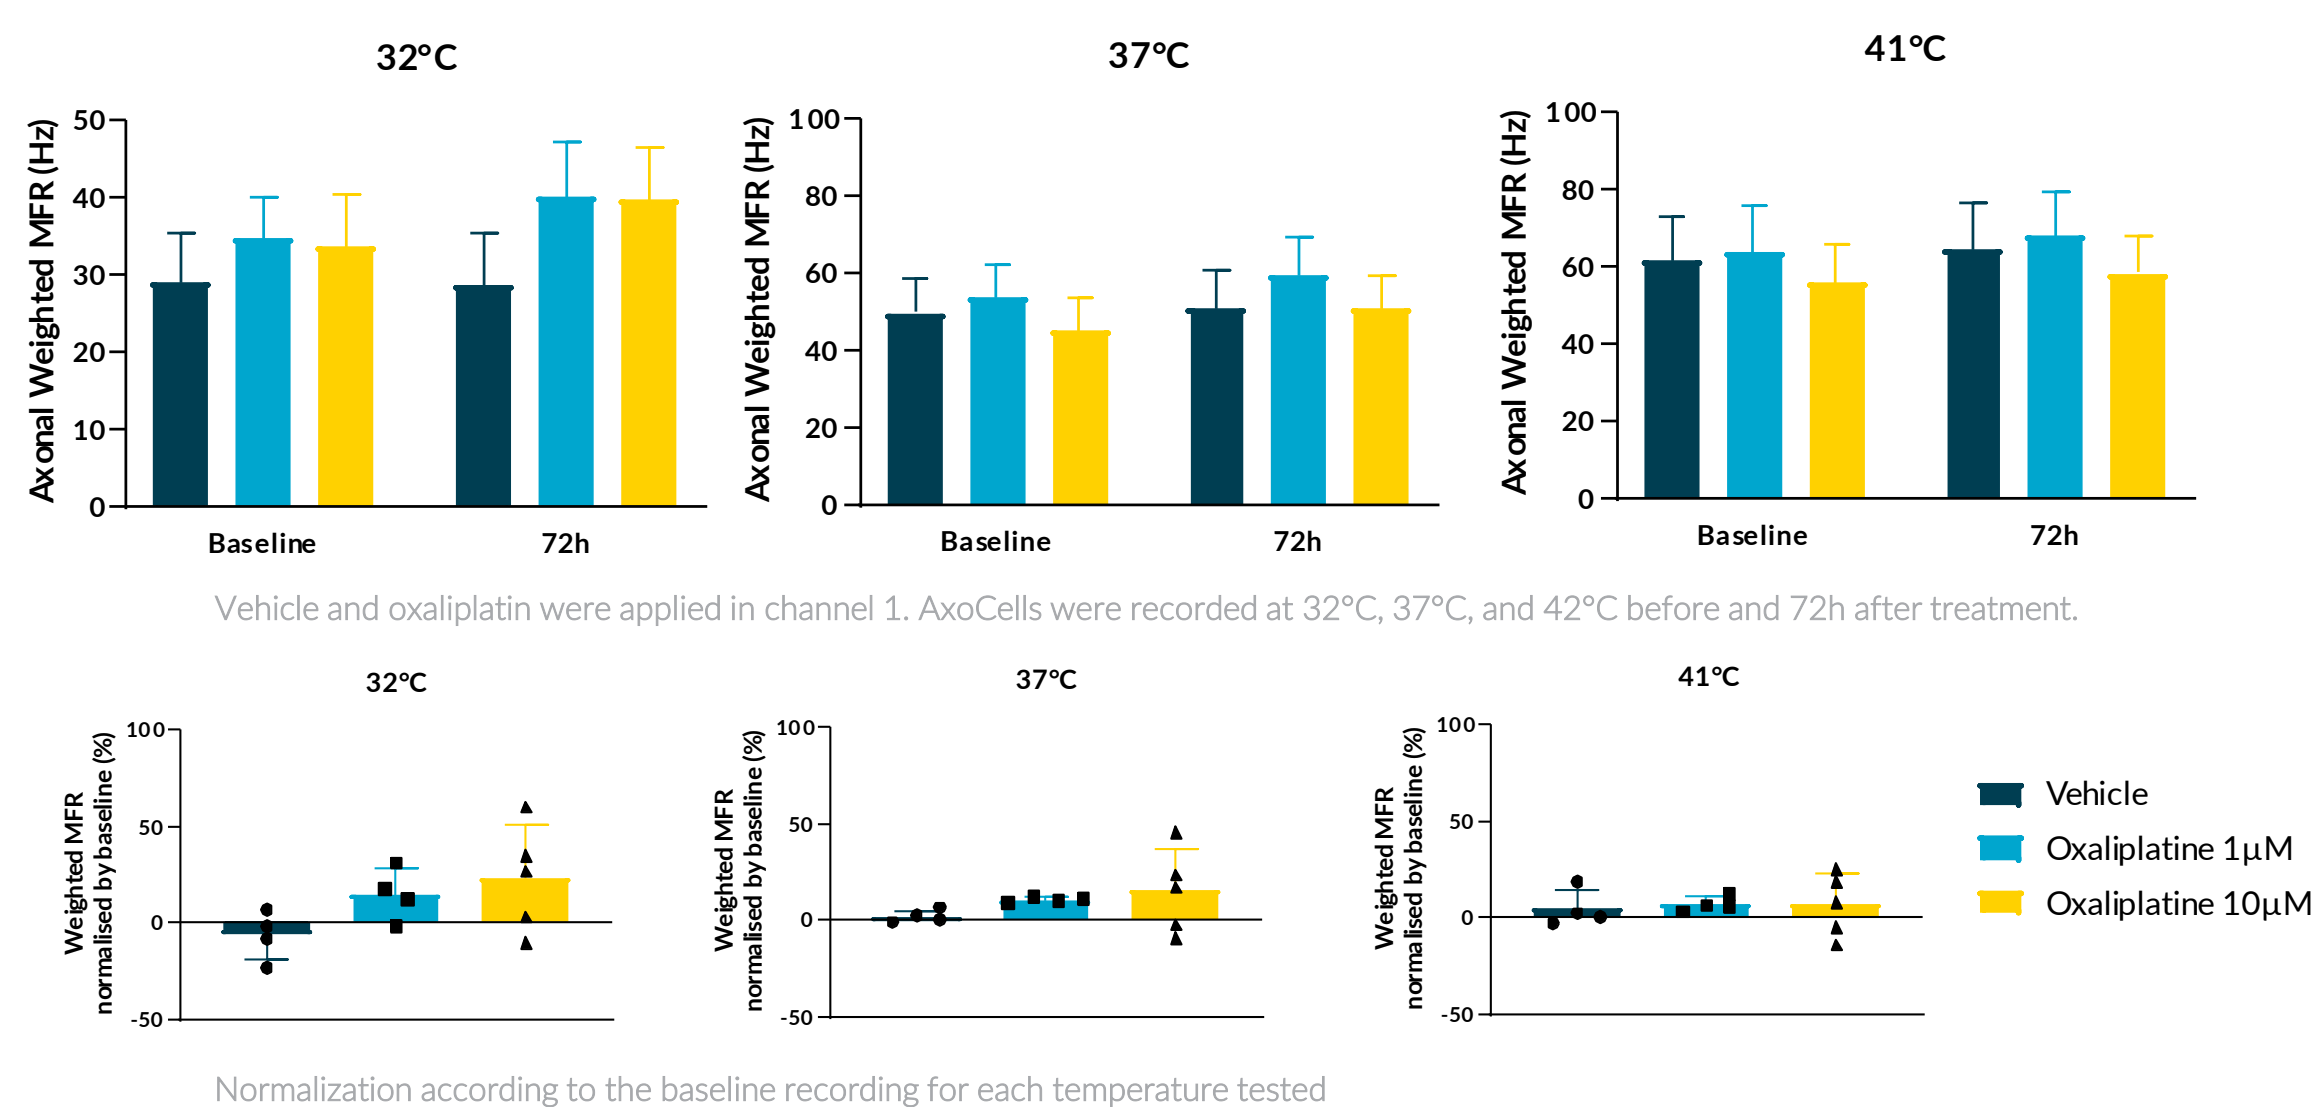 32°C
37°C
41°C
Axonal Weighted MFR (Hz)
50
40
30
20
10
0
Baseline
72h
Axonal Weighted MFR (Hz)
100
80
60
40
20
0
Baseline
72h
Axonal Weighted MFR (Hz)
100
80
60
40
20
0
Baseline
72h
Vehicle and oxaliplatin were applied in channel 1. AxoCells were recorded at 32°C, 37°C, and 42°C before and 72h after treatment.
32°C
37°C
41°C
Weighted MFR
normalised by baseline (%)
100
50
0
-50
Weighted MFR
normalised by baseline (%)
100
50
0
-50
Weighted MFR
normalised by baseline (%)
100
50
0
-50
Vehicle
Oxaliplatine 1µM
Oxaliplatine 10µM
Normalization according to the baseline recording for each temperature tested